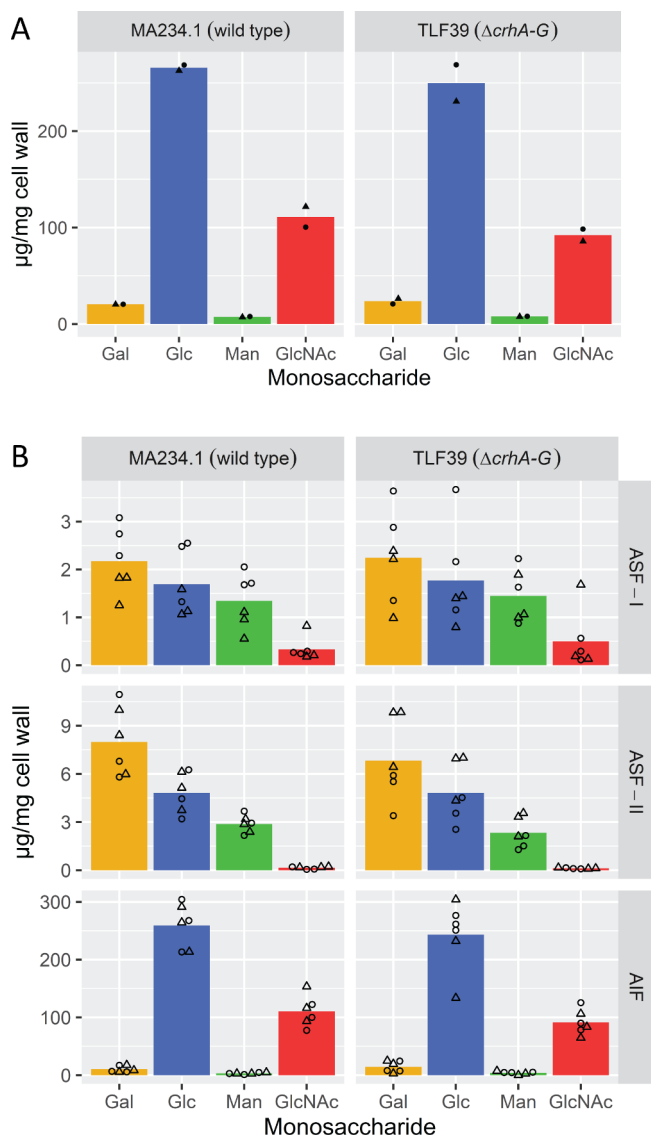 A
MA234.1 (wild type)
TLF39 (ΔcrhA-G)
µg/mg cell wall
200
100
0
Gal Glc Man GlcNAc
Gal Glc Man GlcNAc
Monosaccharide
B
MA234.1 (wild type)
TLF39 (ΔcrhA-G)
3
2
1
0
ASF – I
µg/mg cell wall
9
6
3
0
ASF – II
300
200
100
0
AIF
Gal Glc Man GlcNAc
Gal Glc Man GlcNAc
Monosaccharide